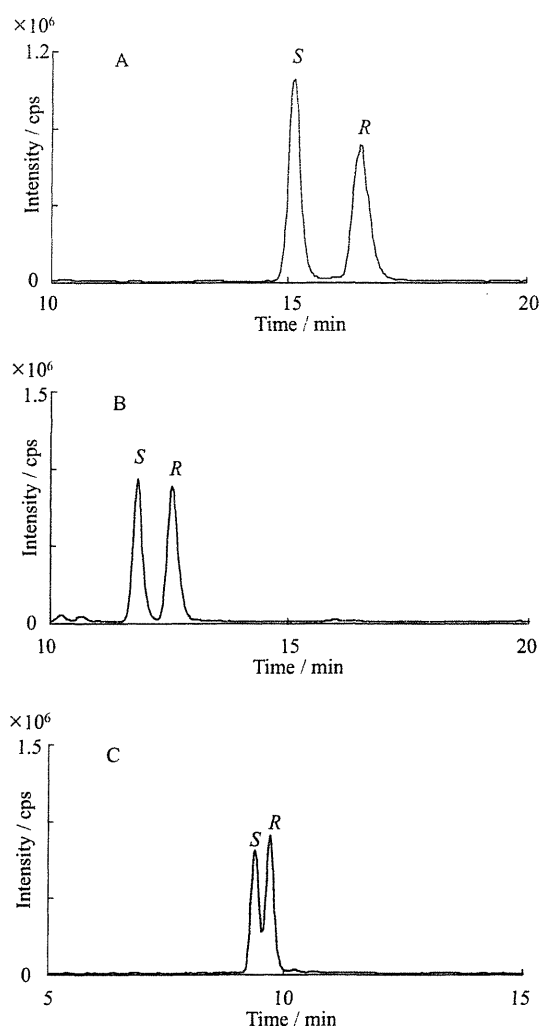 ×10⁶
1.2
A
S
R
Intensity / cps
0
10 15 20
Time / min
×10⁶
1.5
B
S
R
Intensity / cps
0
10 15 20
Time / min
×10⁶
1.5
C
S
R
Intensity / cps
0
5 10 15
Time / min